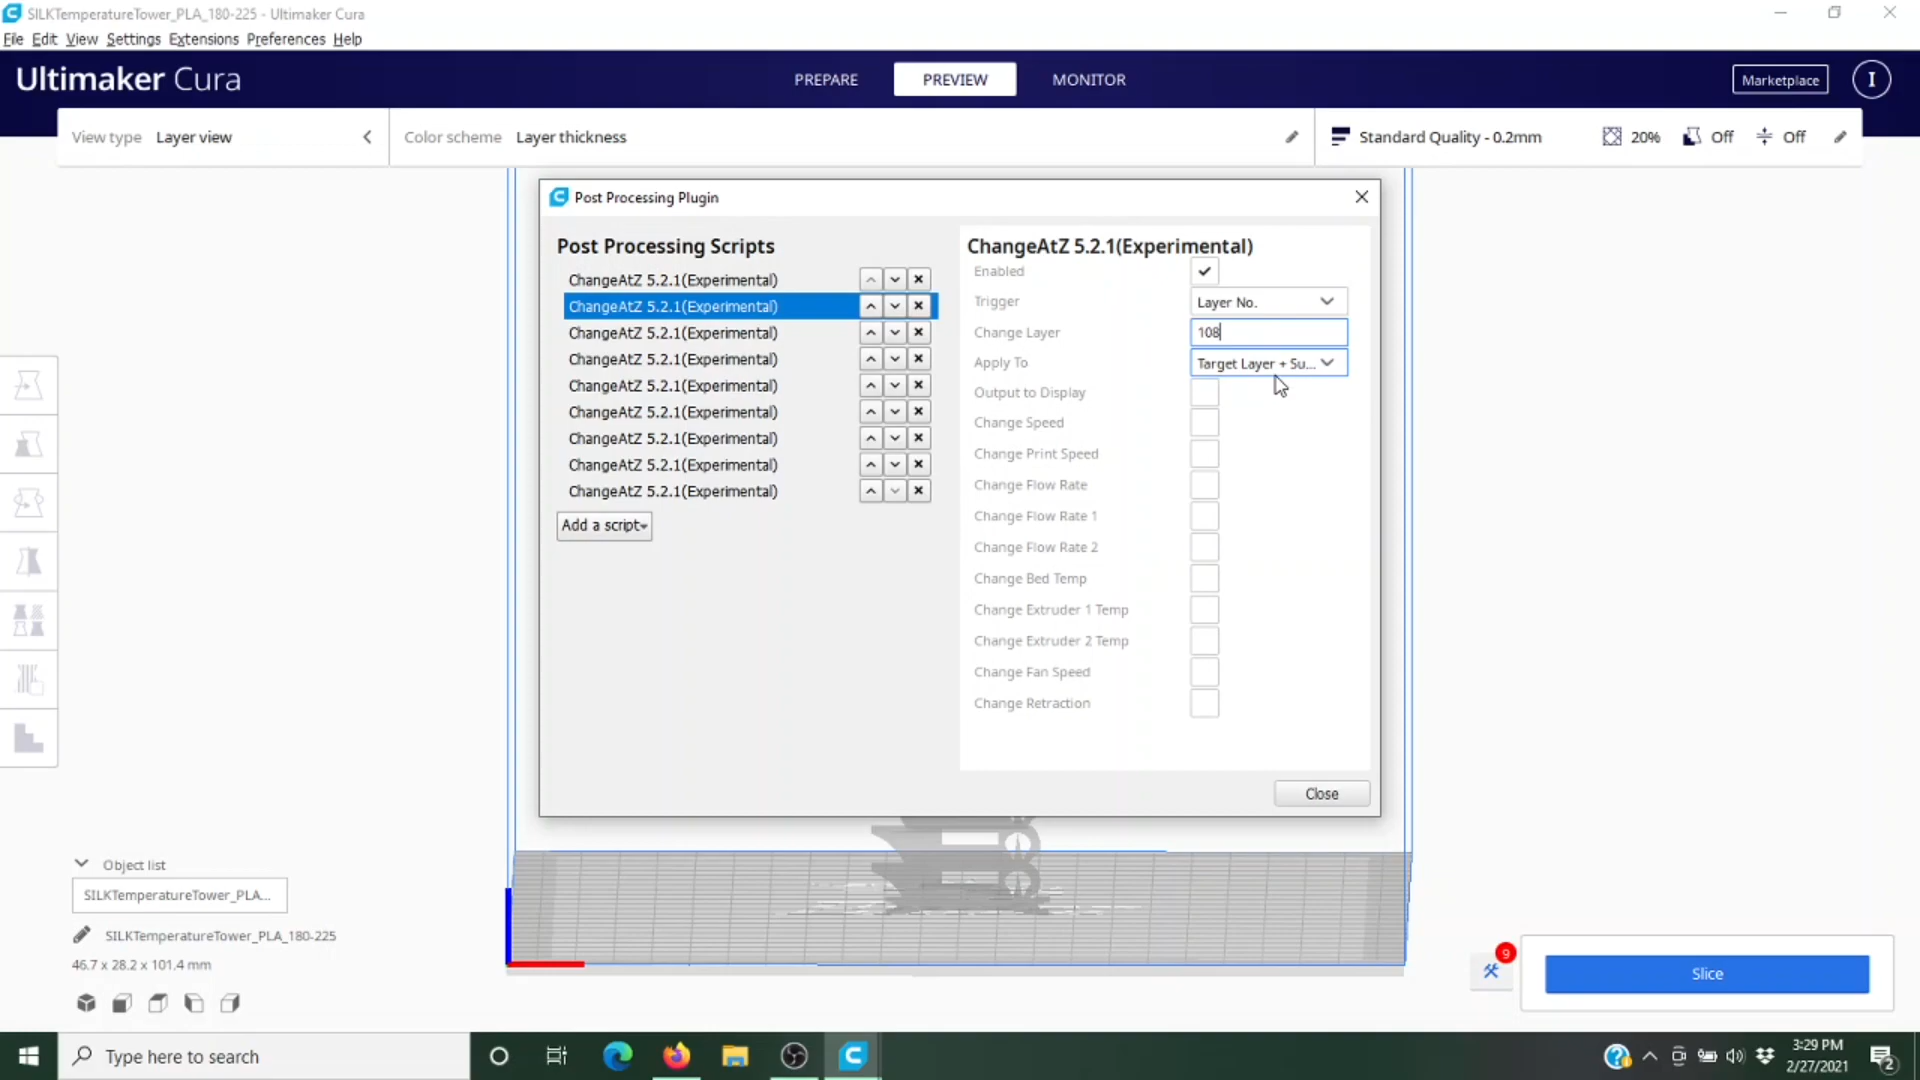 SILKTemperatureTower_PLA_180-225 - Ultimaker Cura
File Edit View Settings Extensions Preferences Help
Ultimaker Cura
PREPARE
PREVIEW
MONITOR
Marketplace
I
View type Layer view
Color scheme Layer thickness
Standard Quality - 0.2mm
20%
Off
Off
Post Processing Plugin
Post Processing Scripts
ChangeAtZ 5.2.1(Experimental)
ChangeAtZ 5.2.1(Experimental)
ChangeAtZ 5.2.1(Experimental)
ChangeAtZ 5.2.1(Experimental)
ChangeAtZ 5.2.1(Experimental)
ChangeAtZ 5.2.1(Experimental)
ChangeAtZ 5.2.1(Experimental)
ChangeAtZ 5.2.1(Experimental)
ChangeAtZ 5.2.1(Experimental)
Add a script
ChangeAtZ 5.2.1(Experimental)
Enabled
Trigger Layer No.
Change Layer 108
Apply To Target Layer + Su...
Output to Display
Change Speed
Change Print Speed
Change Flow Rate
Change Flow Rate 1
Change Flow Rate 2
Change Bed Temp
Change Extruder 1 Temp
Change Extruder 2 Temp
Change Fan Speed
Change Retraction
Close
Object list
SILKTemperatureTower_PLA...
SILKTemperatureTower_PLA_180-225
46.7 x 28.2 x 101.4 mm
9
Slice
Type here to search
3:29 PM
2/27/2021
2